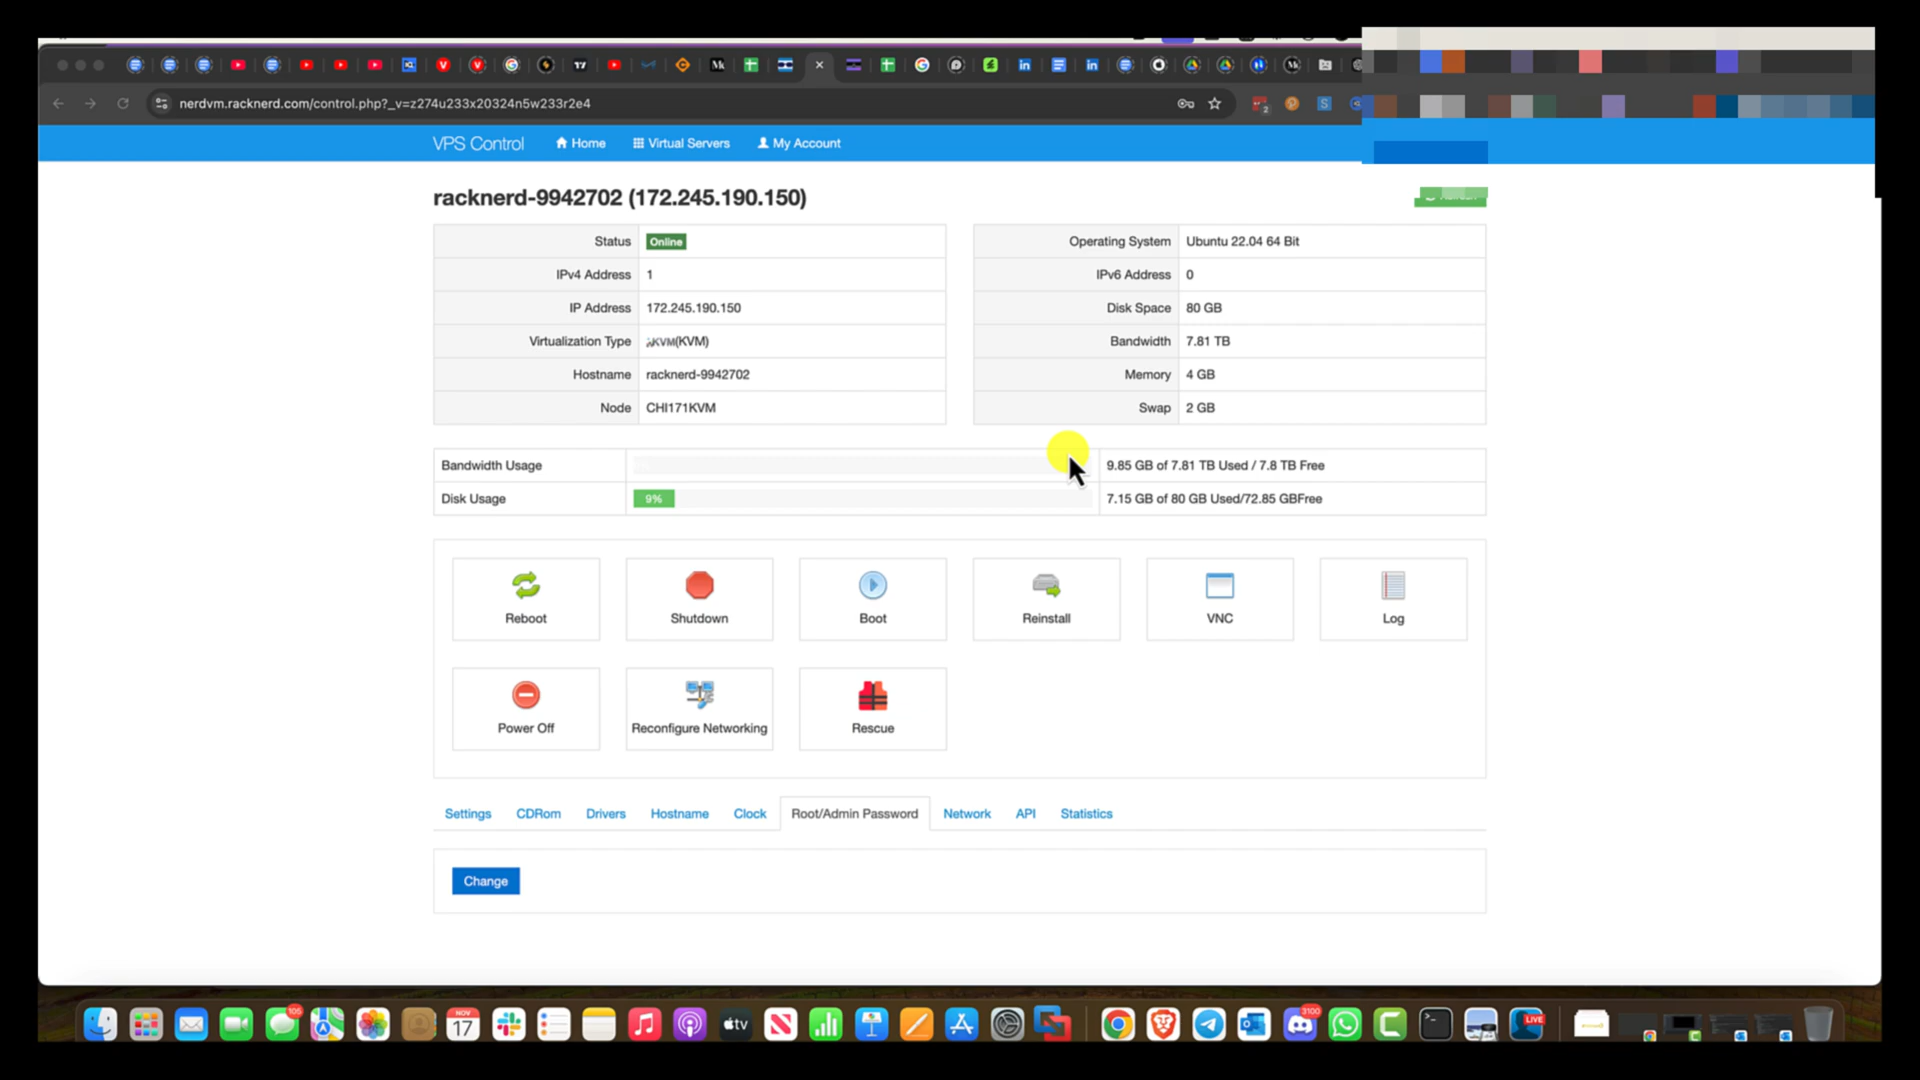 nerdvm.racknerd.com/control.php?_v=z274u233x20324n5w233r2e4
VPS Control Home Virtual Servers My Account
racknerd-9942702 (172.245.190.150)
Status Online
IPv4 Address 1
IP Address 172.245.190.150
Virtualization Type KVM(KVM)
Hostname racknerd-9942702
Node CHI171KVM
Operating System Ubuntu 22.04 64 Bit
IPv6 Address 0
Disk Space 80 GB
Bandwidth 7.81 TB
Memory 4 GB
Swap 2 GB
Bandwidth Usage 9.85 GB of 7.81 TB Used / 7.8 TB Free
Disk Usage 9% 7.15 GB of 80 GB Used/72.85 GBFree
Reboot Shutdown Boot Reinstall VNC Log
Power Off Reconfigure Networking Rescue
Settings CDRom Drivers Hostname Clock Root/Admin Password Network API Statistics
Change
105
NOV
17
tv
3100
LIVE